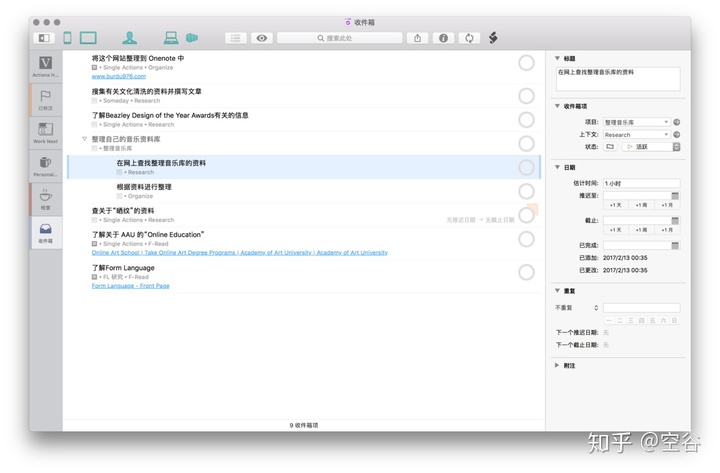 收件箱
搜索此处
Actions H...
已标注
Work Next
Personal...
检查
收件箱
将这个网站整理到 Onenote 中
• Single Actions • Organize
www.burdu976.com
搜集有关文化清洗的资料并撰写文章
• Someday • Research
了解Beazley Design of the Year Awards有关的信息
• Single Actions • Research
整理自己的音乐资料库
• 整理音乐库
在网上查找整理音乐库的资料
• Research
根据资料进行整理
• Organize
查关于“晒纹”的资料
• Single Actions • Research
无推迟日期 → 无截止日期
了解关于 AAU 的“Online Education”
• Single Actions • F-Read
Online Art School | Take Online Art Degree Programs | Academy of Art University | Academy of Art University
了解Form Language
• FL 研究 • F-Read
Form Language - Front Page
9 收件箱项
标题
在网上查找整理音乐库的资料
收件箱项
项目: 整理音乐库
上下文: Research
状态: 活跃
日期
估计时间: 1 小时
推迟至:
+1 天 +1 周 +1 月
截止:
+1 天 +1 周 +1 月
已完成:
已添加: 2017/2/13 00:35
已更改: 2017/2/13 00:35
重复
不重复
一 二 三 四 五 六 日
下一个推迟日期: 无
下一个截止日期: 无
附注
知乎 @空谷